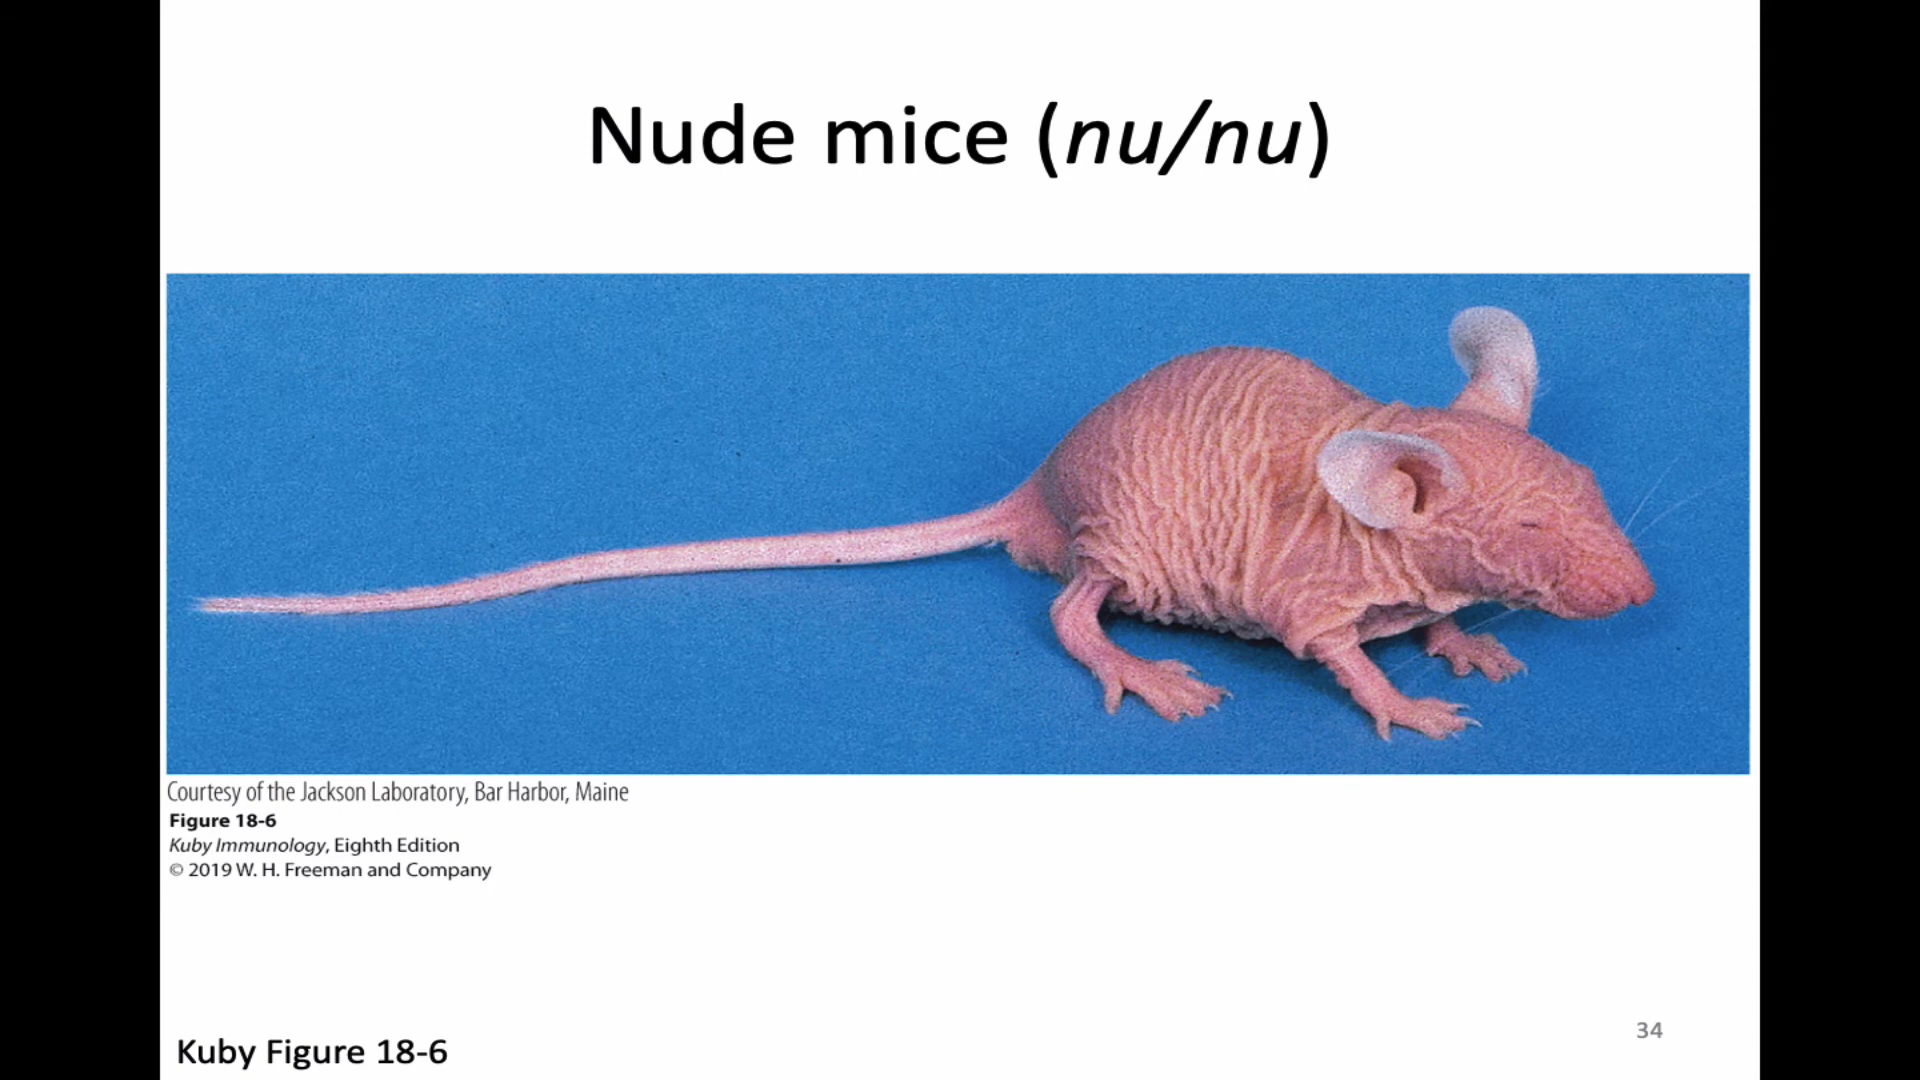 Nude mice (nu/nu)
Courtesy of the Jackson Laboratory, Bar Harbor, Maine
Figure 18-6
Kuby Immunology, Eighth Edition
© 2019 W. H. Freeman and Company
34
Kuby Figure 18-6